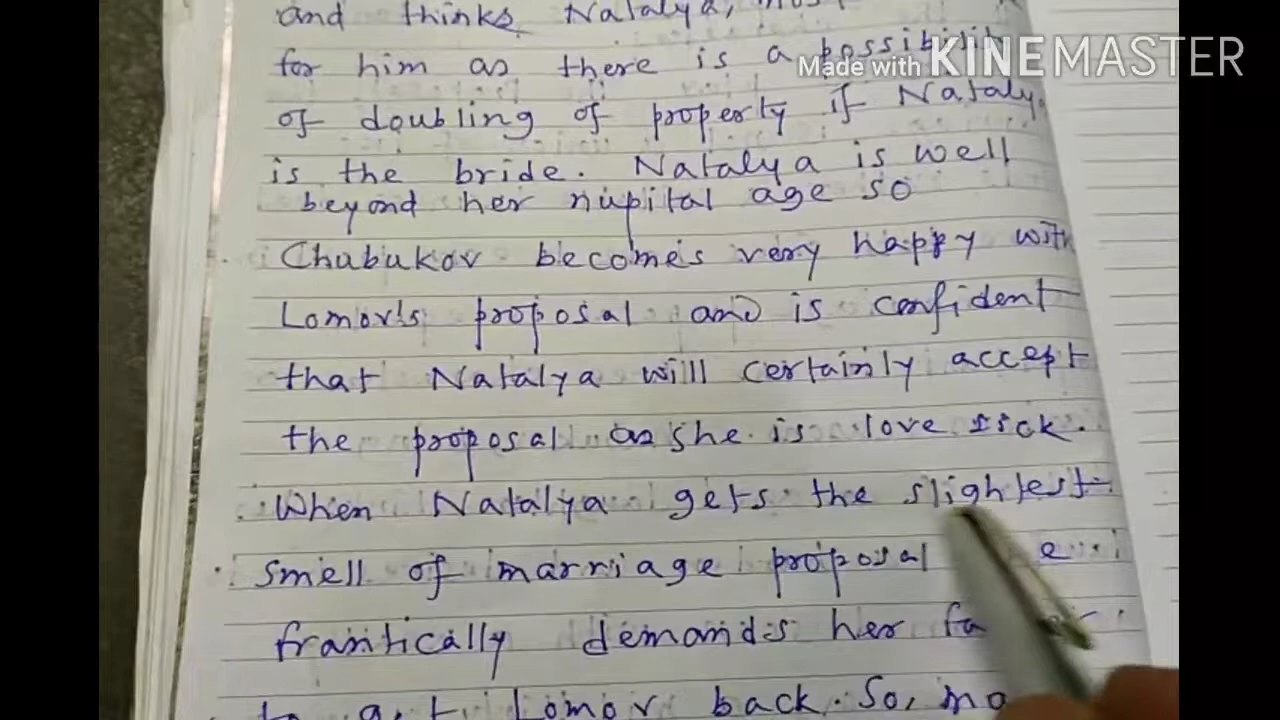 and thinks Natalya,
Made with KINEMASTER
for him as there is a possibility
of doubling of property if Nataly
is the bride. Natalya is well
beyond her nupital age so
Chubukov becomes very happy with
Lomov's proposal and is confident
that Natalya will certainly accept
the proposal as she is love sick.
When Natalya gets the slightest
smell of marriage proposal e
frantically demands her fa
Lomov back. So,